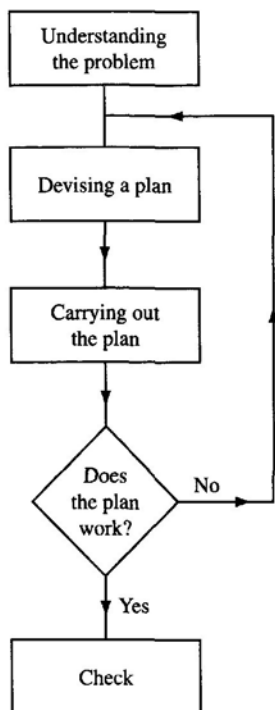 Understanding
the problem
Devising a plan
Carrying out
the plan
Does
the plan
work?
No
Yes
Check